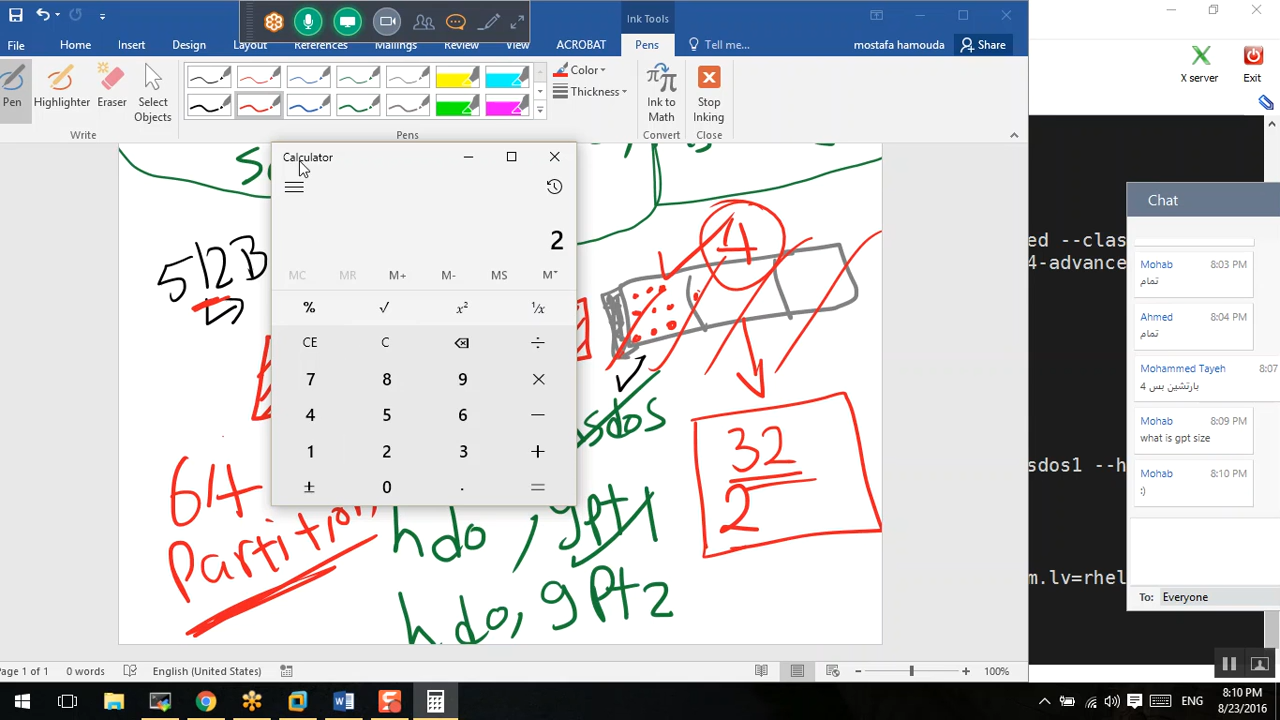 Ink Tools
File
Home
Insert
Design
Layout
References
Mailings
Review
View
ACROBAT
Pens
Tell me...
mostafa hamouda
Share
Pen
Highlighter
Eraser
Select Objects
Color
Thickness
Ink to Math
Stop Inking
Write
Pens
Convert
Close
X server
Exit
Calculator
2
MC MR M+ M- MS M
% √ x² ¹/x
CE C ÷
7 8 9 ×
4 5 6 −
1 2 3 +
± 0 . =
512B
4
sdos
32
2
64
Partition
hdo, gpt1
hdo, gpt2
ed --clas
4-advance
sdos1 --h
m.lv=rhel
Chat
Mohab 8:03 PM
تمام
Ahmed 8:04 PM
تمام
Mohammed Tayeh 8:07
بارتشين بس 4
Mohab 8:09 PM
what is gpt size
Mohab 8:10 PM
:)
To: Everyone
Page 1 of 1
0 words
English (United States)
100%
ENG
8:10 PM
8/23/2016